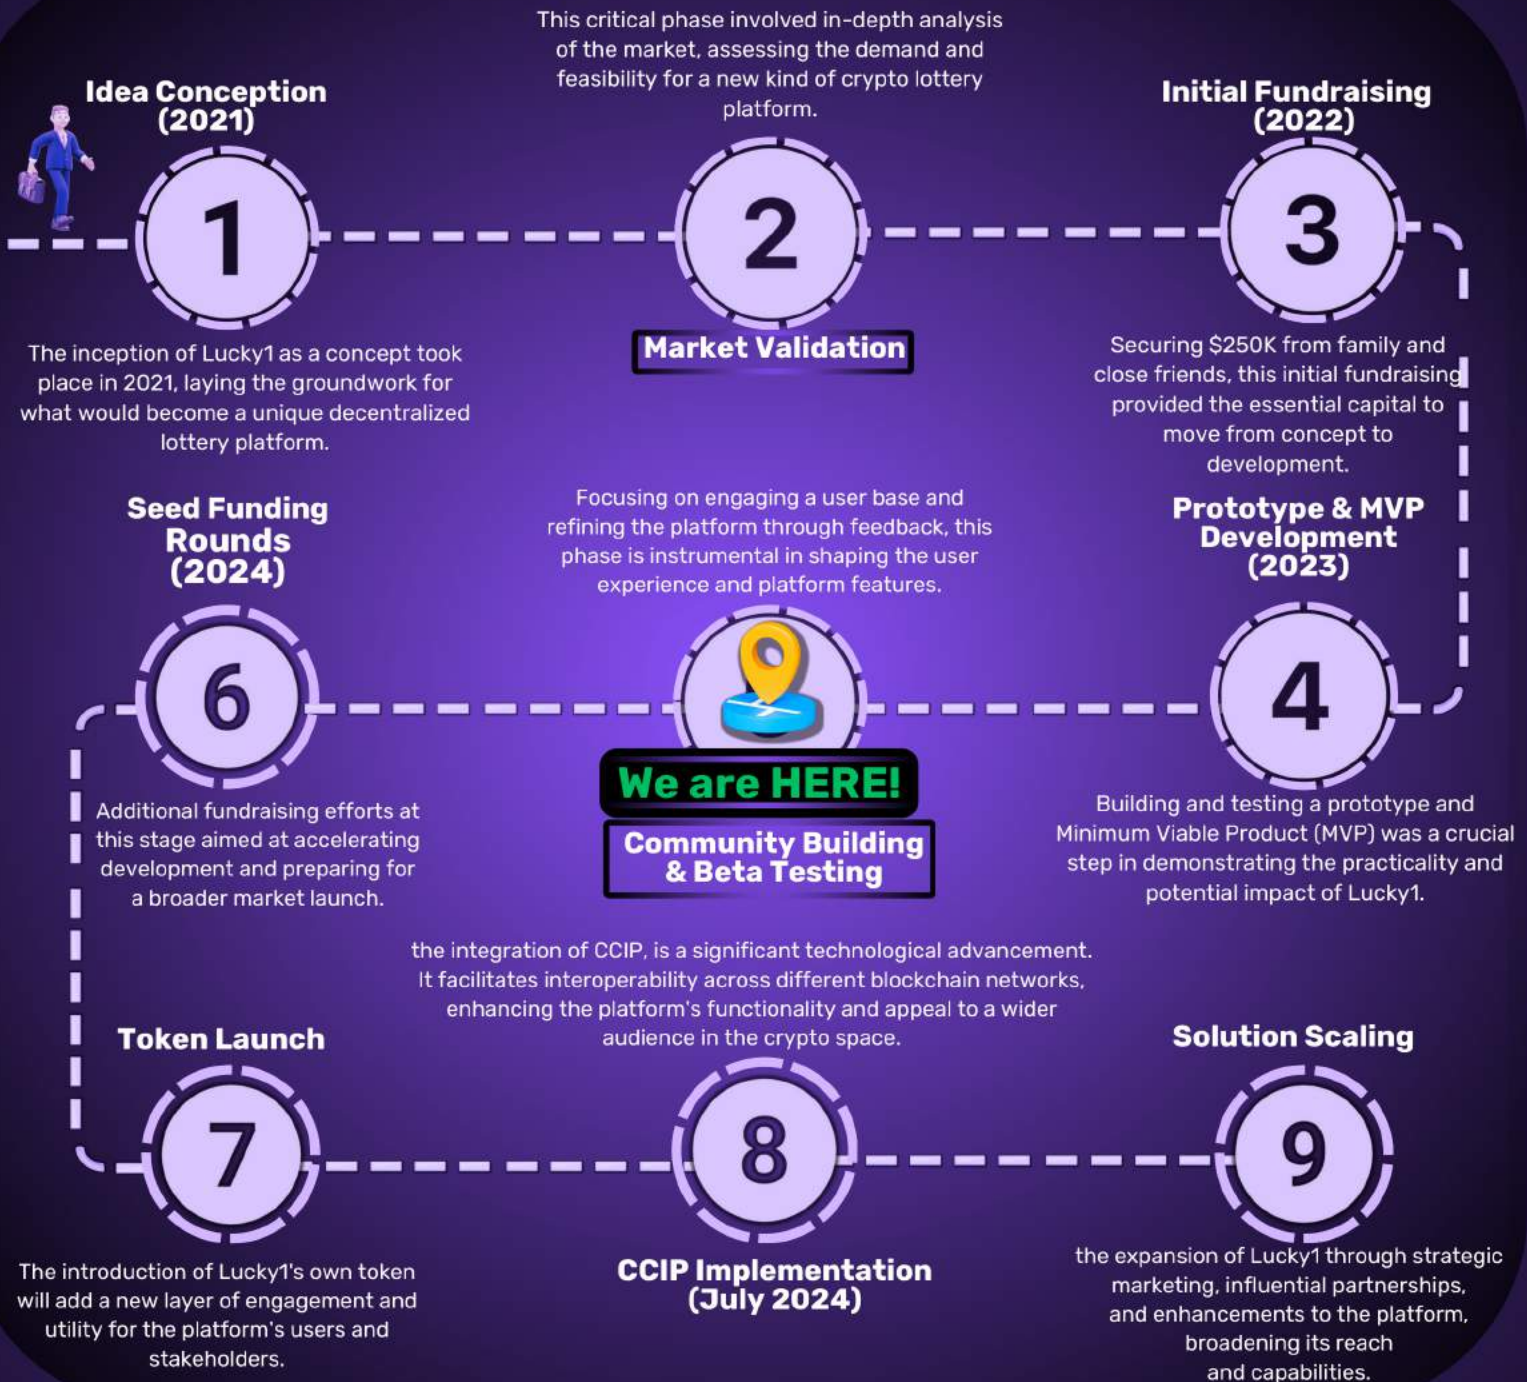 Idea Conception
(2021)
1
The inception of Lucky1 as a concept took
place in 2021, laying the groundwork for
what would become a unique decentralized
lottery platform.
This critical phase involved in-depth analysis
of the market, assessing the demand and
feasibility for a new kind of crypto lottery
platform.
2
Market Validation
Initial Fundraising
(2022)
3
Securing $250K from family and
close friends, this initial fundraising
provided the essential capital to
move from concept to
development.
Prototype & MVP
Development
(2023)
4
Building and testing a prototype and
Minimum Viable Product (MVP) was a crucial
step in demonstrating the practicality and
potential impact of Lucky1.
Focusing on engaging a user base and
refining the platform through feedback, this
phase is instrumental in shaping the user
experience and platform features.
We are HERE!
Community Building
& Beta Testing
Seed Funding
Rounds
(2024)
6
Additional fundraising efforts at
this stage aimed at accelerating
development and preparing for
a broader market launch.
Token Launch
7
The introduction of Lucky1's own token
will add a new layer of engagement and
utility for the platform's users and
stakeholders.
the integration of CCIP, is a significant technological advancement.
It facilitates interoperability across different blockchain networks,
enhancing the platform's functionality and appeal to a wider
audience in the crypto space.
8
CCIP Implementation
(July 2024)
Solution Scaling
9
the expansion of Lucky1 through strategic
marketing, influential partnerships,
and enhancements to the platform,
broadening its reach
and capabilities.